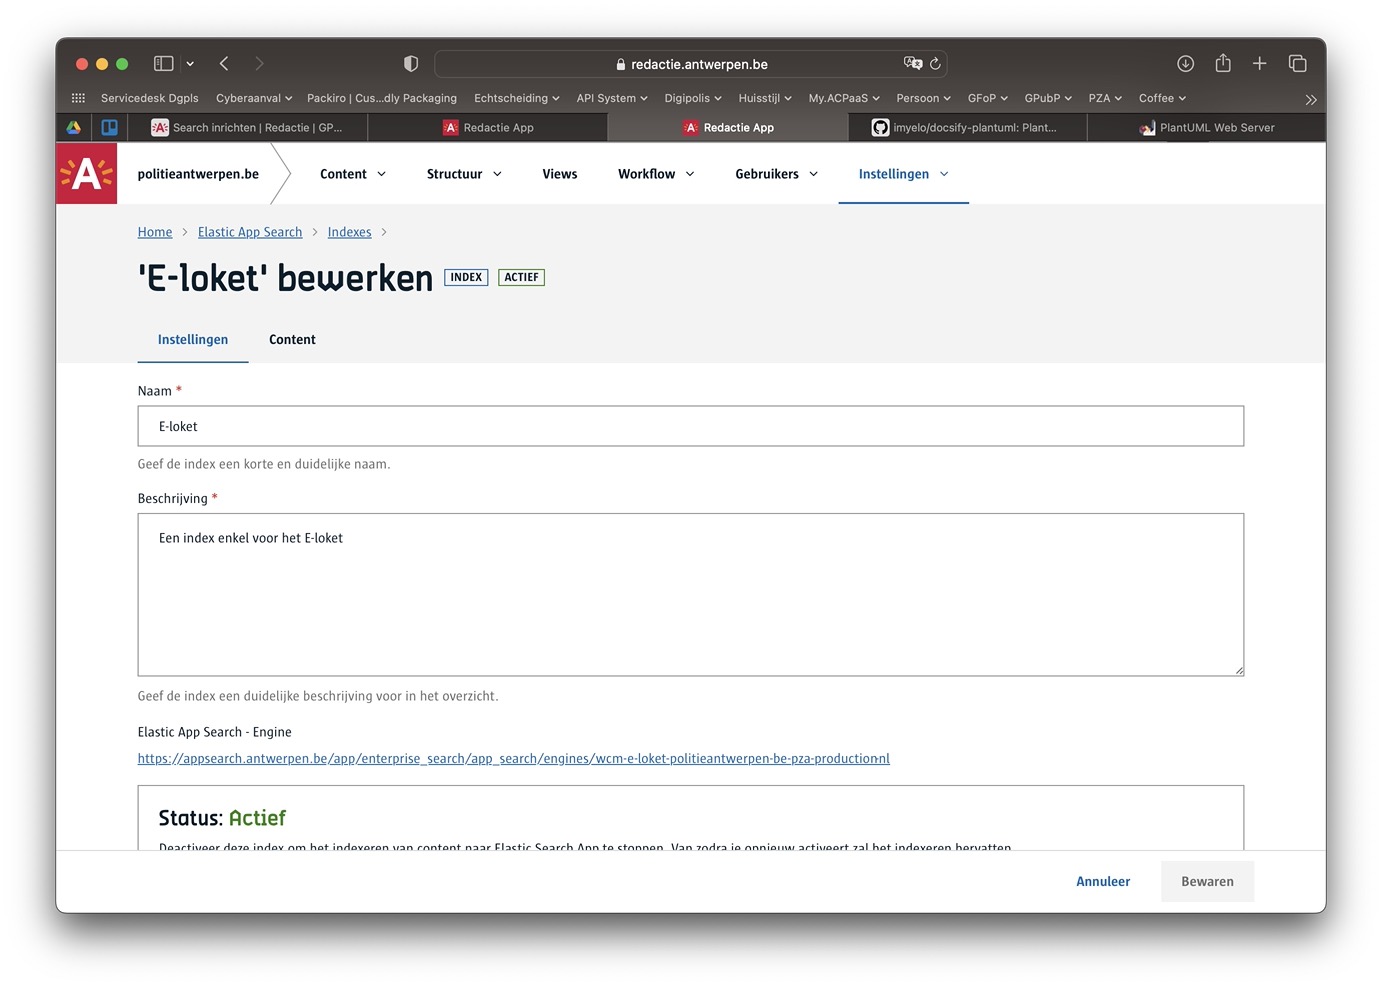 redactie.antwerpen.be
Servicedesk Dgpls Cyberaanval Packiro | Cus...dly Packaging Echtscheiding API System Digipolis Huisstijl My.ACPaaS Persoon GFoP GPubP PZA Coffee
Search inrichten | Redactie | GP... Redactie App Redactie App imyelo/docsify-plantuml: Plant... PlantUML Web Server
A politieantwerpen.be Content Structuur Views Workflow Gebruikers Instellingen
Home > Elastic App Search > Indexes >
'E-loket' bewerken INDEX ACTIEF
Instellingen Content
Naam *
E-loket
Geef de index een korte en duidelijke naam.
Beschrijving *
Een index enkel voor het E-loket
Geef de index een duidelijke beschrijving voor in het overzicht.
Elastic App Search - Engine
https://appsearch.antwerpen.be/app/enterprise_search/app_search/engines/wcm-e-loket-politieantwerpen-be-pza-production-nl
Status: Actief
Deactiveer deze index om het indexeren van content naar Elastic Search App te stoppen. Van zodra je opnieuw activeert zal het indexeren hervatten.
Annuleer Bewaren